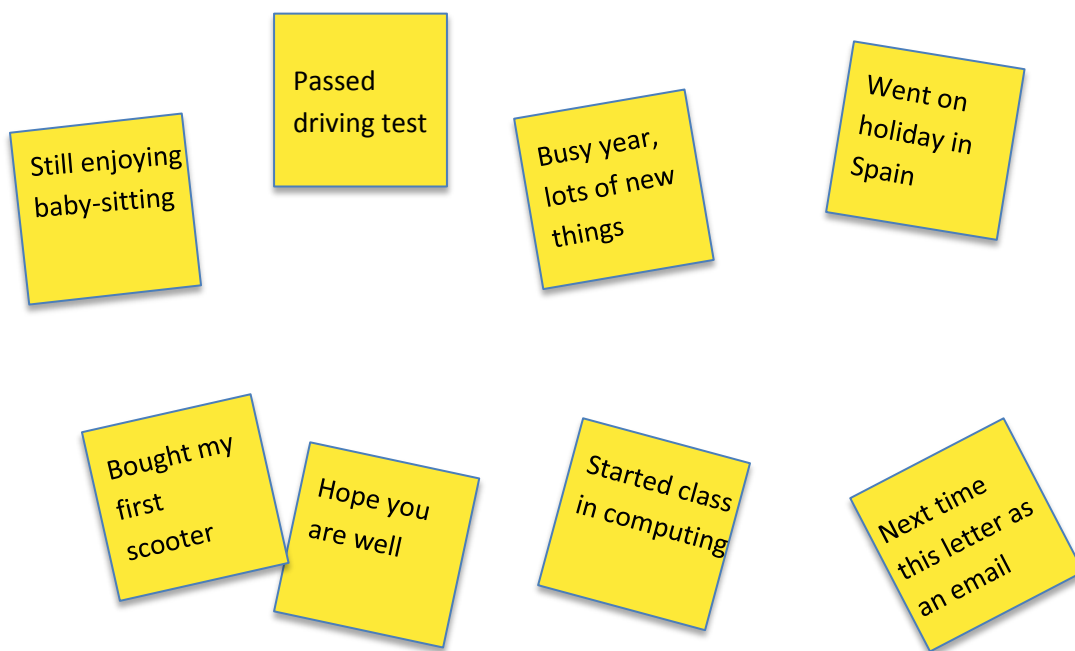 Still enjoying
baby-sitting
Passed
driving test
Busy year,
lots of new
things
Went on
holiday in
Spain
Bought my
first
scooter
Hope you
are well
Started class
in computing
Next time
this letter as
an email